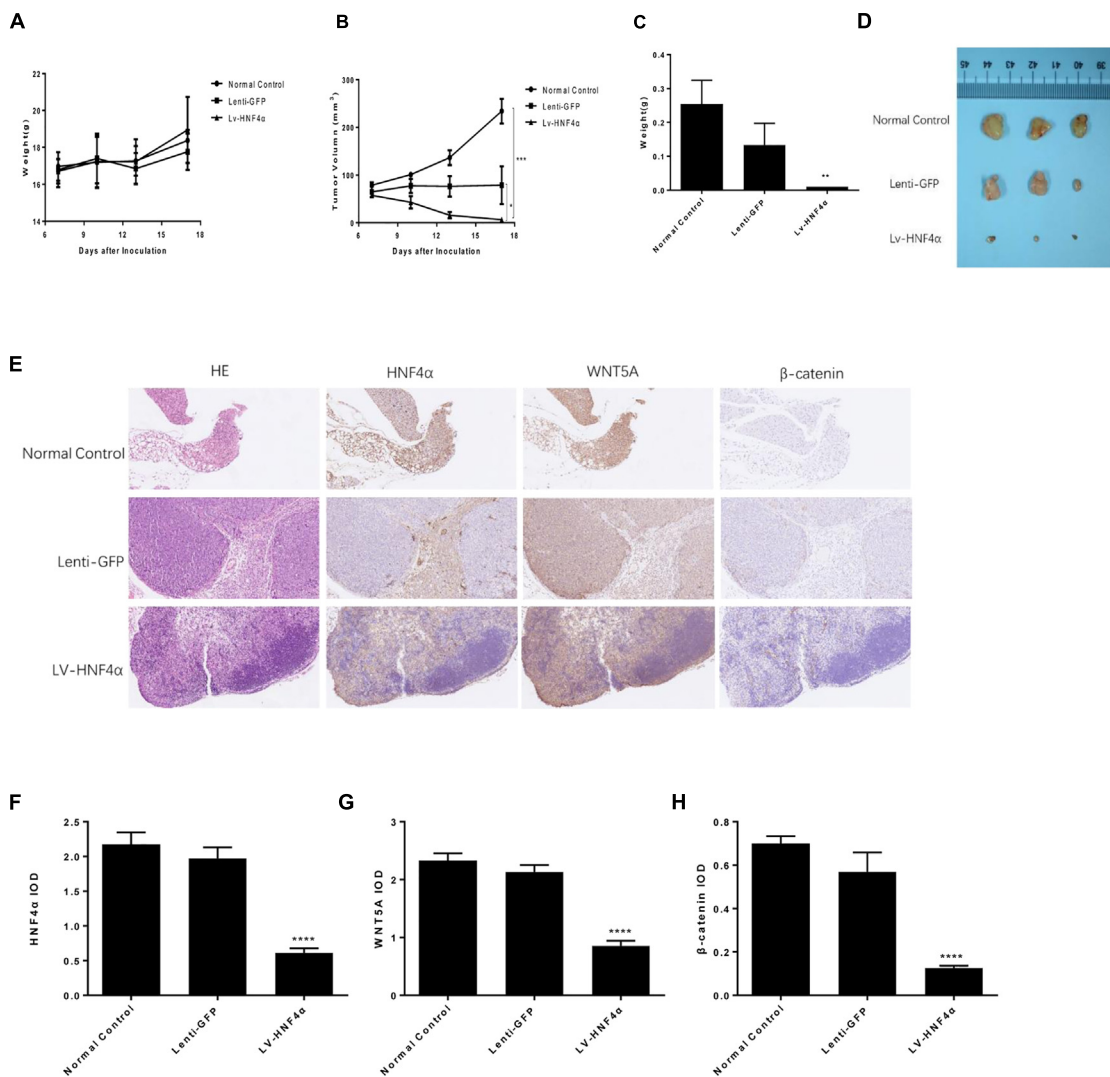 A
B
C
D
22
20
18
16
14
6
9
12
15
18
Weight(g)
Days after Inoculation
Normal Control
Lenti-GFP
Lv-HNF4α
300
200
100
50
0
6
9
12
15
18
Tumor Volumn (mm³)
Days after Inoculation
***
*
Normal Control
Lenti-GFP
Lv-HNF4α
0.4
0.3
0.2
0.1
0.0
Weight(g)
**
Normal Control
Lenti-GFP
Lv-HNF4α
45 44 43 42 41 40 39
Normal Control
Lenti-GFP
Lv-HNF4α
E
HE HNF4α WNT5A β-catenin
Normal Control
Lenti-GFP
LV-HNF4α
F
G
H
2.5
2.0
1.5
1.0
0.5
0.0
HNF4α IOD
****
Normal Control
Lenti-GFP
LV-HNF4α
3
2
1
0
WNT5A IOD
****
Normal Control
Lenti-GFP
LV-HNF4α
0.8
0.6
0.4
0.2
0.0
β-catenin IOD
****
Normal Control
Lenti-GFP
LV-HNF4α